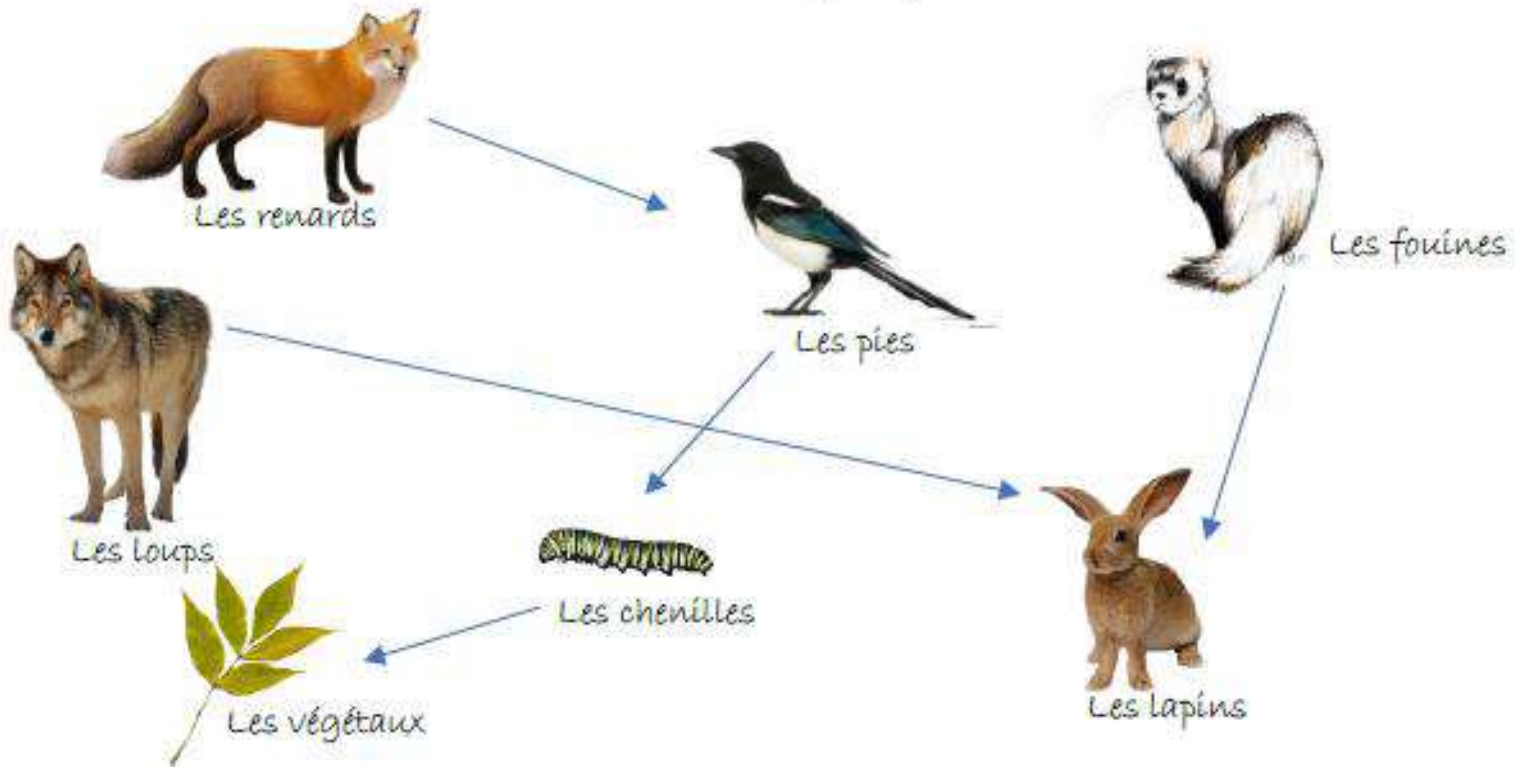 Les renards
Les fouines
Les pies
Les loups
Les chenilles
Les végétaux
Les lapins